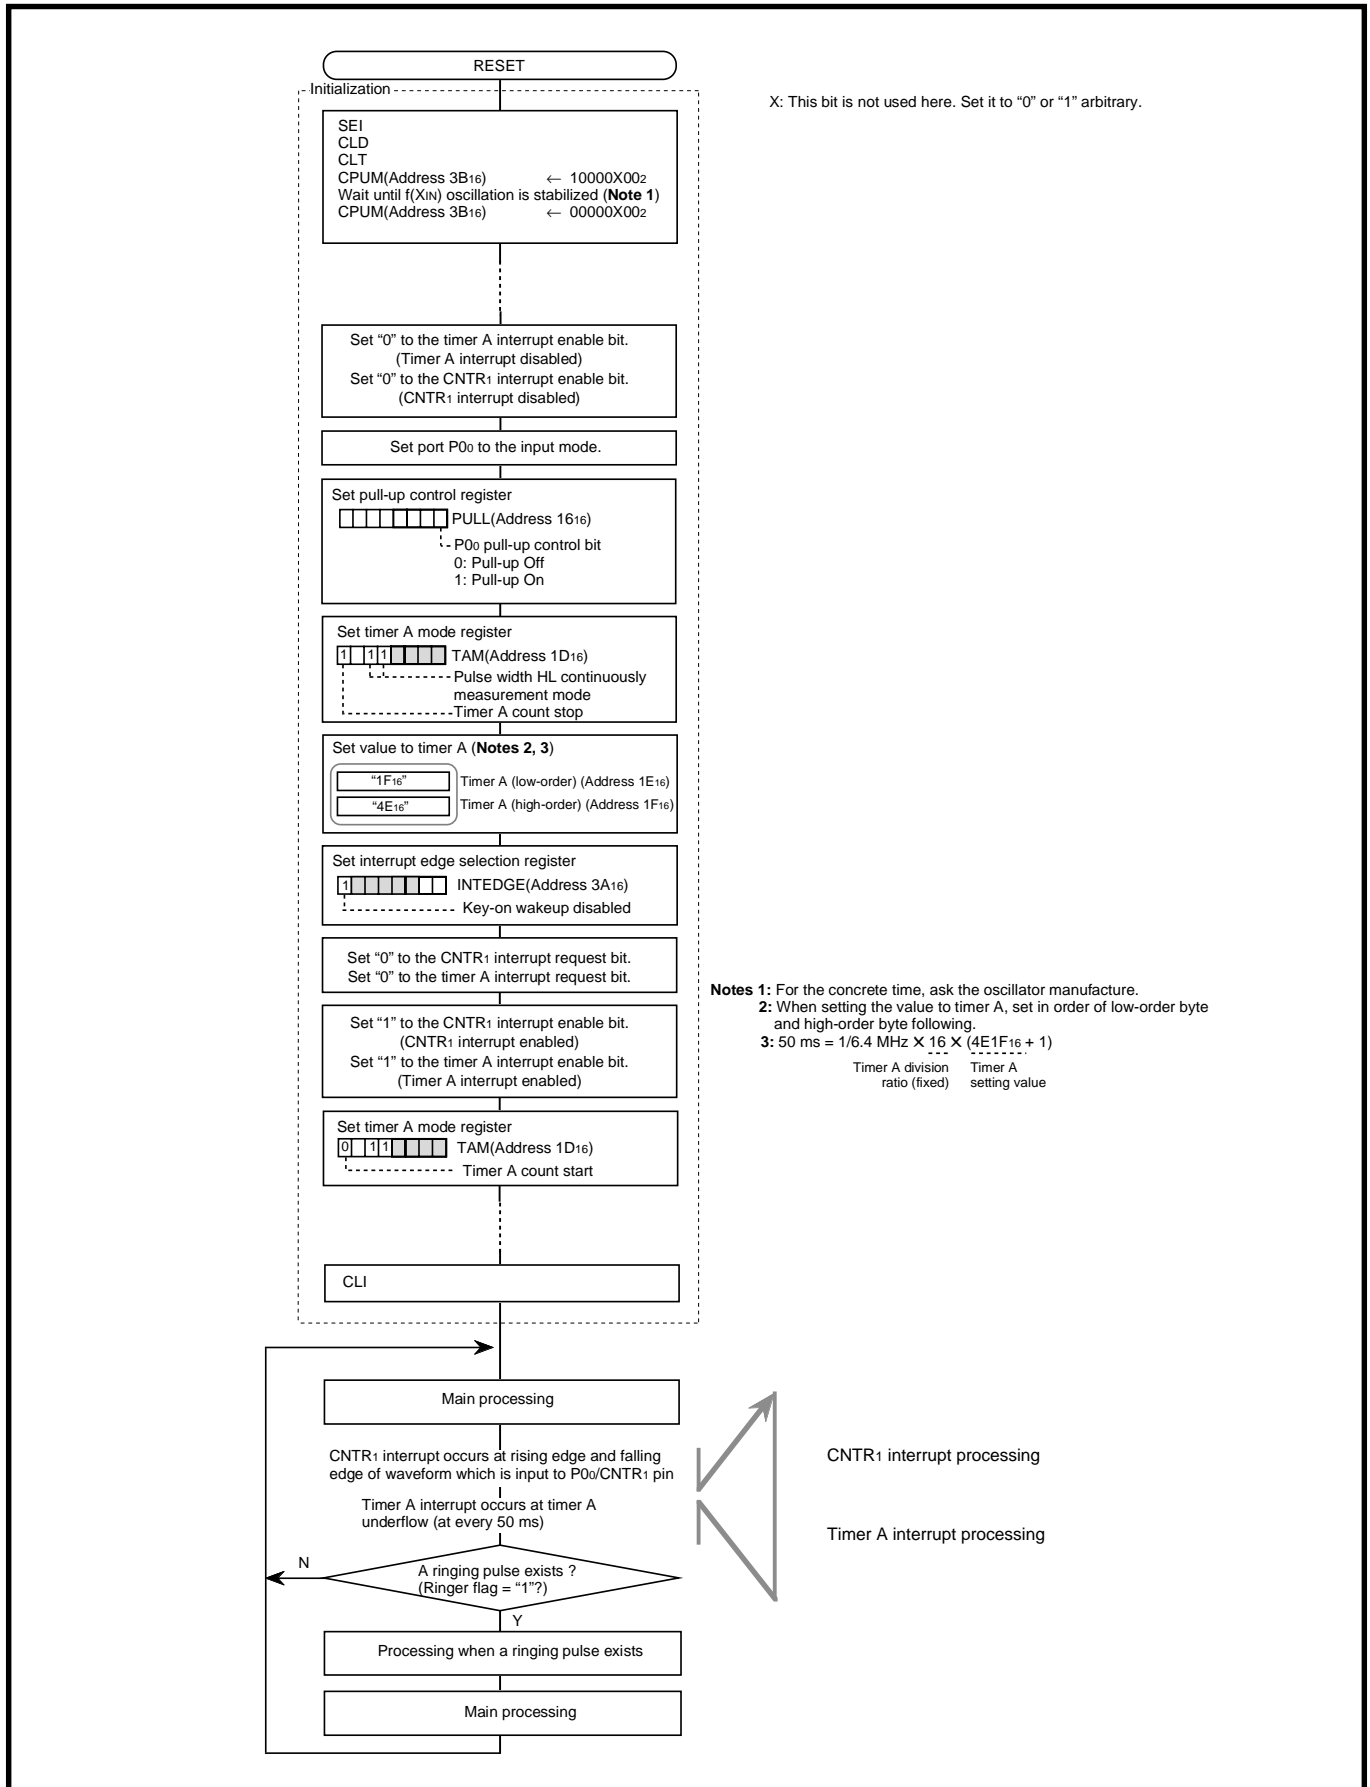 RESET
Initialization
X: This bit is not used here. Set it to “0” or “1” arbitrary.
SEI
CLD
CLT
CPUM(Address 3B16) ← 10000X002
Wait until f(XIN) oscillation is stabilized (Note 1)
CPUM(Address 3B16) ← 00000X002
Set “0” to the timer A interrupt enable bit.
(Timer A interrupt disabled)
Set “0” to the CNTR1 interrupt enable bit.
(CNTR1 interrupt disabled)
Set port P00 to the input mode.
Set pull-up control register
PULL(Address 1616)
P00 pull-up control bit
0: Pull-up Off
1: Pull-up On
Set timer A mode register
1 1 1 TAM(Address 1D16)
Pulse width HL continuously
measurement mode
Timer A count stop
Set value to timer A (Notes 2, 3)
“1F16” Timer A (low-order) (Address 1E16)
“4E16” Timer A (high-order) (Address 1F16)
Set interrupt edge selection register
1 INTEDGE(Address 3A16)
Key-on wakeup disabled
Set “0” to the CNTR1 interrupt request bit.
Set “0” to the timer A interrupt request bit.
Set “1” to the CNTR1 interrupt enable bit.
(CNTR1 interrupt enabled)
Set “1” to the timer A interrupt enable bit.
(Timer A interrupt enabled)
Notes 1: For the concrete time, ask the oscillator manufacture.
2: When setting the value to timer A, set in order of low-order byte
and high-order byte following.
3: 50 ms = 1/6.4 MHz × 16 × (4E1F16 + 1)
Timer A division Timer A
ratio (fixed) setting value
Set timer A mode register
0 1 1 TAM(Address 1D16)
Timer A count start
CLI
Main processing
CNTR1 interrupt occurs at rising edge and falling
edge of waveform which is input to P00/CNTR1 pin
CNTR1 interrupt processing
Timer A interrupt occurs at timer A
underflow (at every 50 ms)
Timer A interrupt processing
N
A ringing pulse exists ?
(Ringer flag = “1”?)
Y
Processing when a ringing pulse exists
Main processing